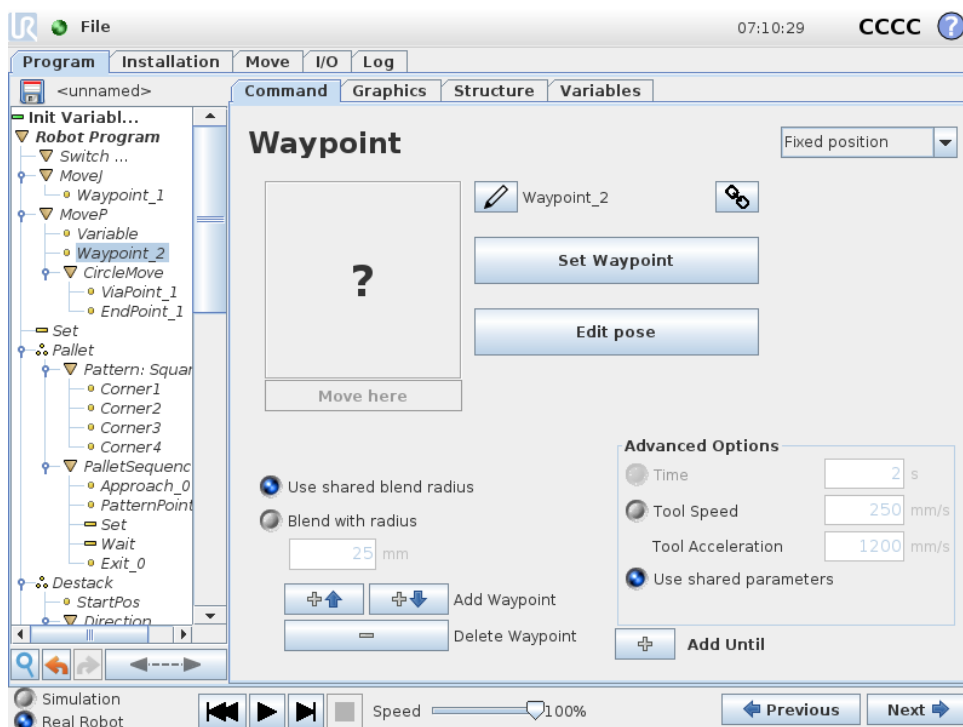 UR File 07:10:29 CCCC ?
Program Installation Move I/O Log
<unnamed> Command Graphics Structure Variables
Init Variabl...
Robot Program
Switch ...
MoveJ
Waypoint_1
MoveP
Variable
Waypoint_2
CircleMove
ViaPoint_1
EndPoint_1
Set
Pallet
Pattern: Squar
Corner1
Corner2
Corner3
Corner4
PalletSequenc
Approach_0
PatternPoint
Set
Wait
Exit_0
Destack
StartPos
Direction
Waypoint
Fixed position
Waypoint_2
?
Set Waypoint
Edit pose
Move here
Use shared blend radius
Blend with radius
25 mm
Add Waypoint
Delete Waypoint
Advanced Options
Time 2 s
Tool Speed 250 mm/s
Tool Acceleration 1200 mm/s
Use shared parameters
Add Until
Simulation
Real Robot
Speed 100%
Previous Next